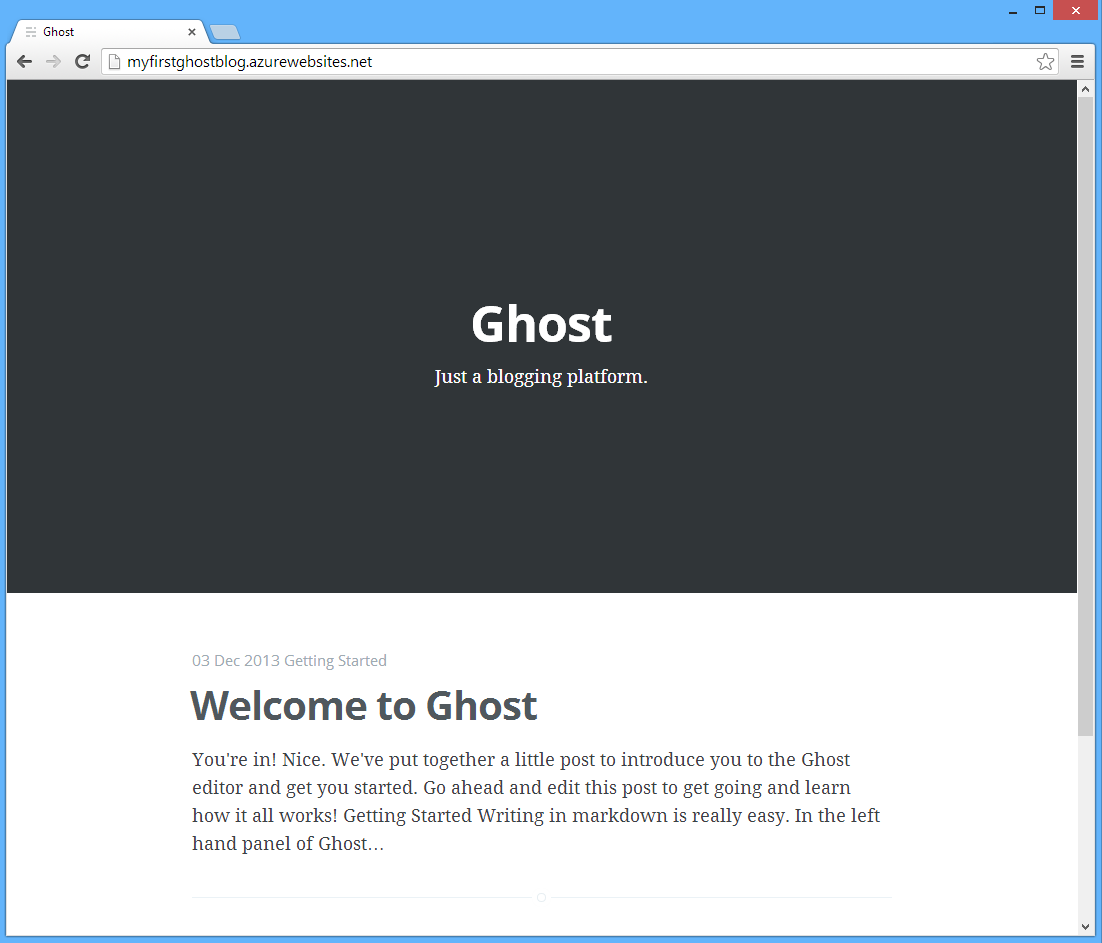 Ghost
myfirstghostblog.azurewebsites.net
Ghost
Just a blogging platform.
03 Dec 2013 Getting Started
Welcome to Ghost
You're in! Nice. We've put together a little post to introduce you to the Ghost
editor and get you started. Go ahead and edit this post to get going and learn
how it all works! Getting Started Writing in markdown is really easy. In the left
hand panel of Ghost…